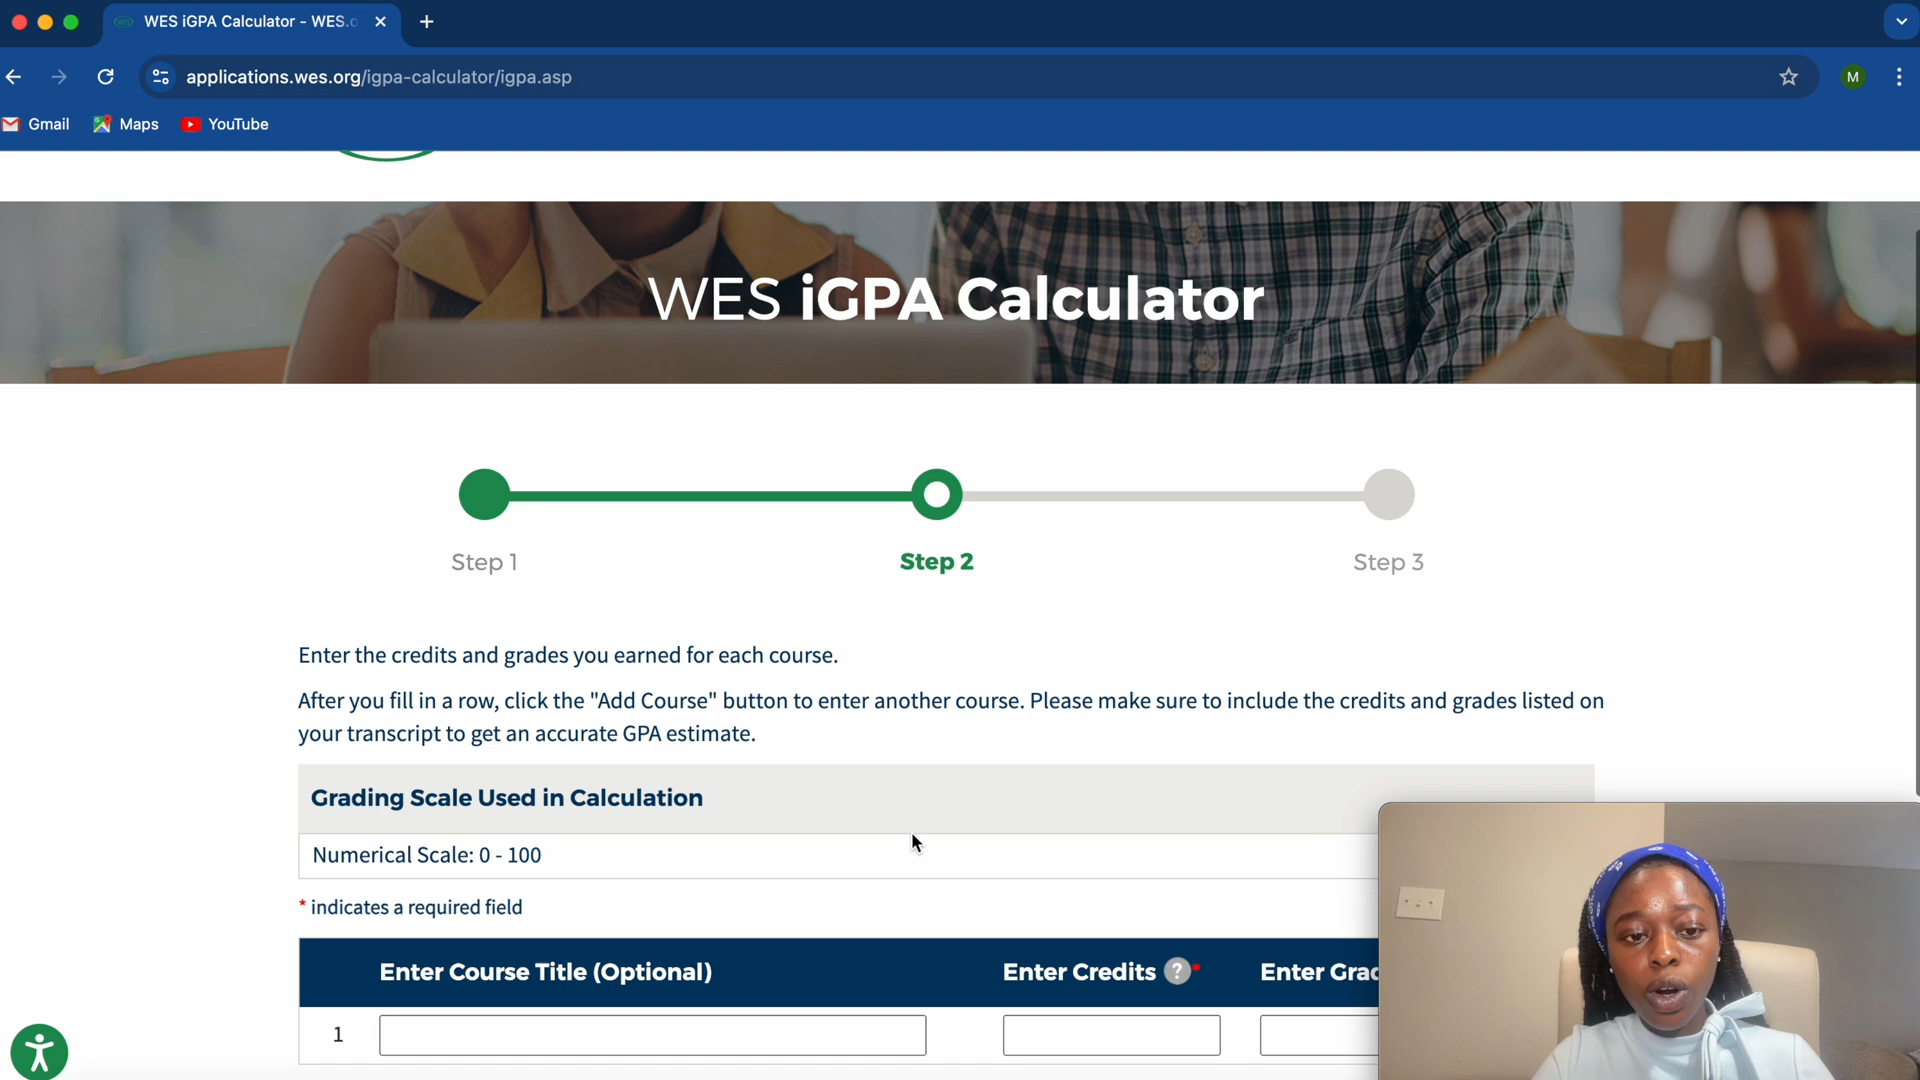 WES iGPA Calculator - WES.o
applications.wes.org/igpa-calculator/igpa.asp
M
Gmail
Maps
YouTube
WES iGPA Calculator
Step 1
Step 2
Step 3
Enter the credits and grades you earned for each course.
After you fill in a row, click the "Add Course" button to enter another course. Please make sure to include the credits and grades listed on
your transcript to get an accurate GPA estimate.
Grading Scale Used in Calculation
Numerical Scale: 0 - 100
* indicates a required field
Enter Course Title (Optional)
Enter Credits ?*
Enter Grad
1